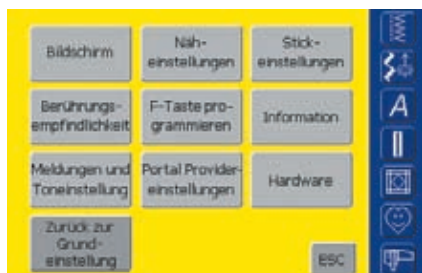 Bildschirm
Näh-
einstellungen
Stick-
einstellungen
Berührungs-
empfindlichkeit
F-Taste pro-
grammieren
Information
Meldungen und
Toneinstellung
Portal Provider-
einstellungen
Hardware
Zurück zur
Grund-
einstellung
ESC
A